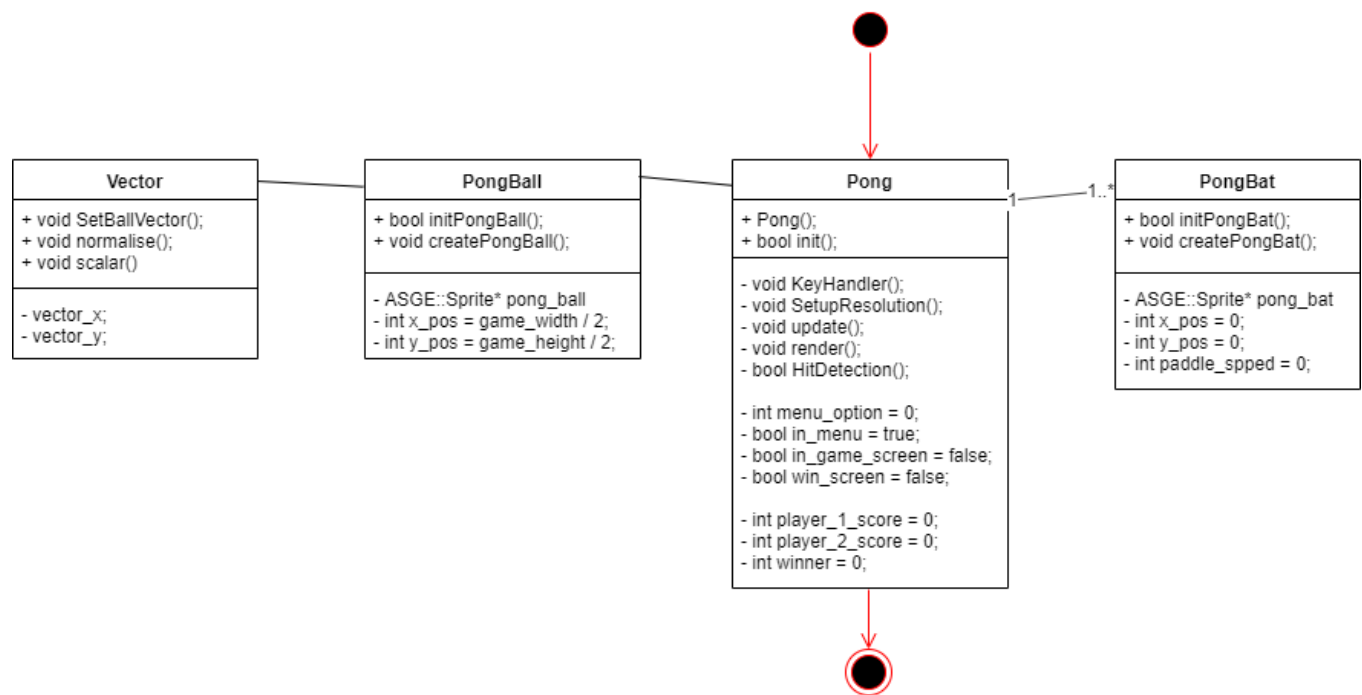 Vector
+ void SetBallVector();
+ void normalise();
+ void scalar()
- vector_x;
- vector_y;
PongBall
+ bool initPongBall();
+ void createPongBall();
- ASGE::Sprite* pong_ball
- int x_pos = game_width / 2;
- int y_pos = game_height / 2;
Pong
+ Pong();
+ bool init();
- void KeyHandler();
- void SetupResolution();
- void update();
- void render();
- bool HitDetection();
- int menu_option = 0;
- bool in_menu = true;
- bool in_game_screen = false;
- bool win_screen = false;
- int player_1_score = 0;
- int player_2_score = 0;
- int winner = 0;
1
1..*
PongBat
+ bool initPongBat();
+ void createPongBat();
- ASGE::Sprite* pong_bat
- int x_pos = 0;
- int y_pos = 0;
- int paddle_spped = 0;